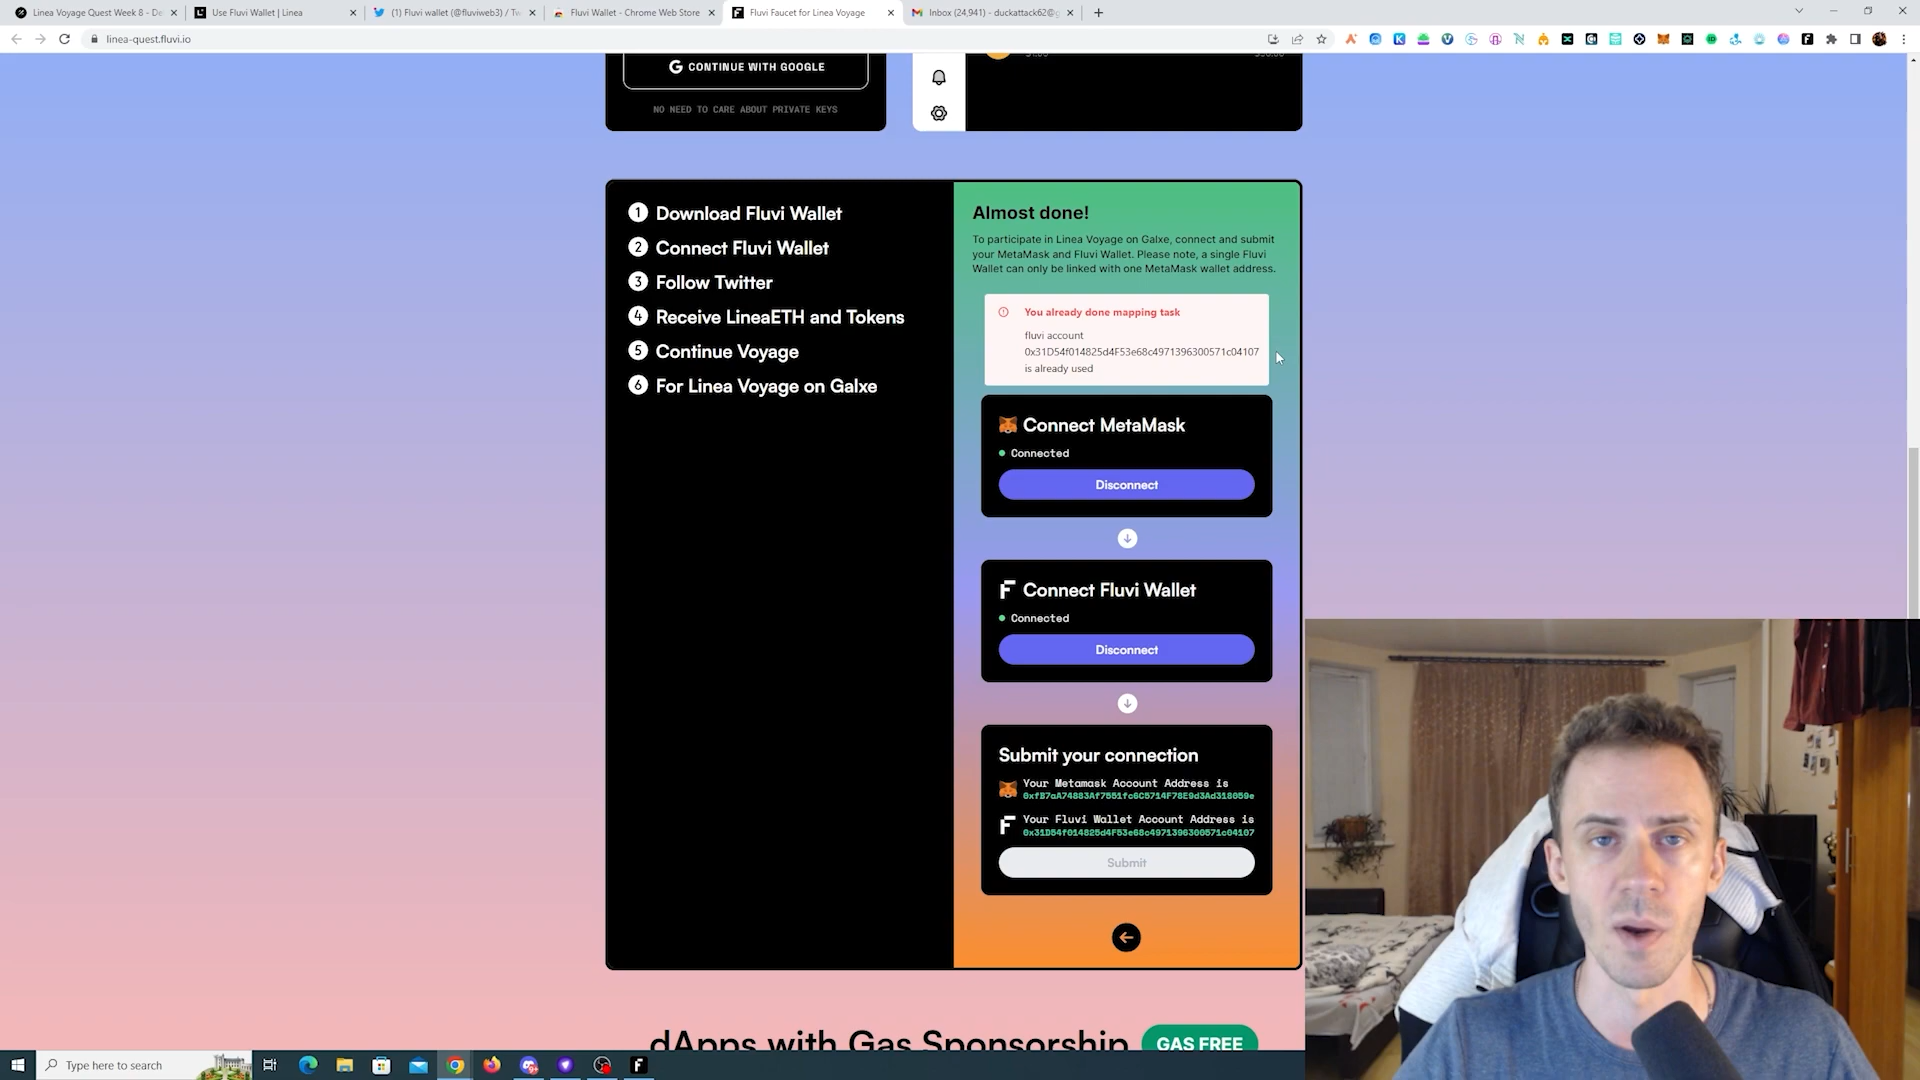 Linea Voyage Quest Week 8 - De
Use Fluvi Wallet | Linea
(1) Fluvi wallet (@fluviweb3) / Tw
Fluvi Wallet - Chrome Web Store
Fluvi Faucet for Linea Voyage
Inbox (24,941) - duckattack62@g
linea-quest.fluvi.io
CONTINUE WITH GOOGLE
NO NEED TO CARE ABOUT PRIVATE KEYS
1 Download Fluvi Wallet
2 Connect Fluvi Wallet
3 Follow Twitter
4 Receive LineaETH and Tokens
5 Continue Voyage
6 For Linea Voyage on Galxe
Almost done!
To participate in Linea Voyage on Galxe, connect and submit
your MetaMask and Fluvi Wallet. Please note, a single Fluvi
Wallet can only be linked with one MetaMask wallet address.
You already done mapping task
fluvi account
0x31D54f014825d4F53e68c4971396300571c04107
is already used
Connect MetaMask
Connected
Disconnect
Connect Fluvi Wallet
Connected
Disconnect
Submit your connection
Your Metamask Account Address is
0xfB7aA74883Af7551fc6C5714F78E9d3Ad318059e
Your Fluvi Wallet Account Address is
0x31D54f014825d4F53e68c4971396300571c04107
Submit
dApps with Gas Sponsorship
GAS FREE
Type here to search